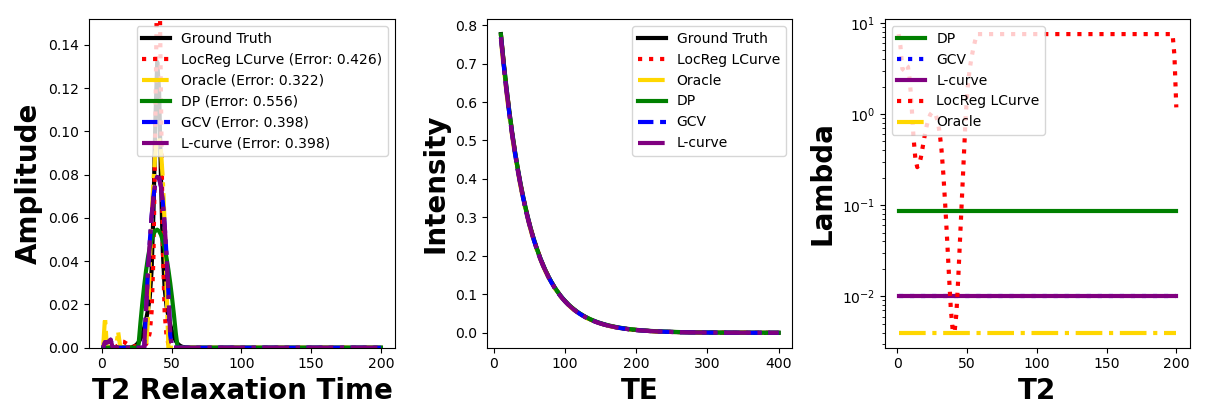 Amplitude
0.14
0.12
0.10
0.08
0.06
0.04
0.02
0.00
Ground Truth
LocReg LCurve (Error: 0.426)
Oracle (Error: 0.322)
DP (Error: 0.556)
GCV (Error: 0.398)
L-curve (Error: 0.398)
0 50 100 150 200
T2 Relaxation Time
Intensity
0.8
0.7
0.6
0.5
0.4
0.3
0.2
0.1
0.0
Ground Truth
LocReg LCurve
Oracle
DP
GCV
L-curve
0 100 200 300 400
TE
Lambda
10¹
10⁰
10⁻¹
10⁻²
DP
GCV
L-curve
LocReg LCurve
Oracle
0 50 100 150 200
T2